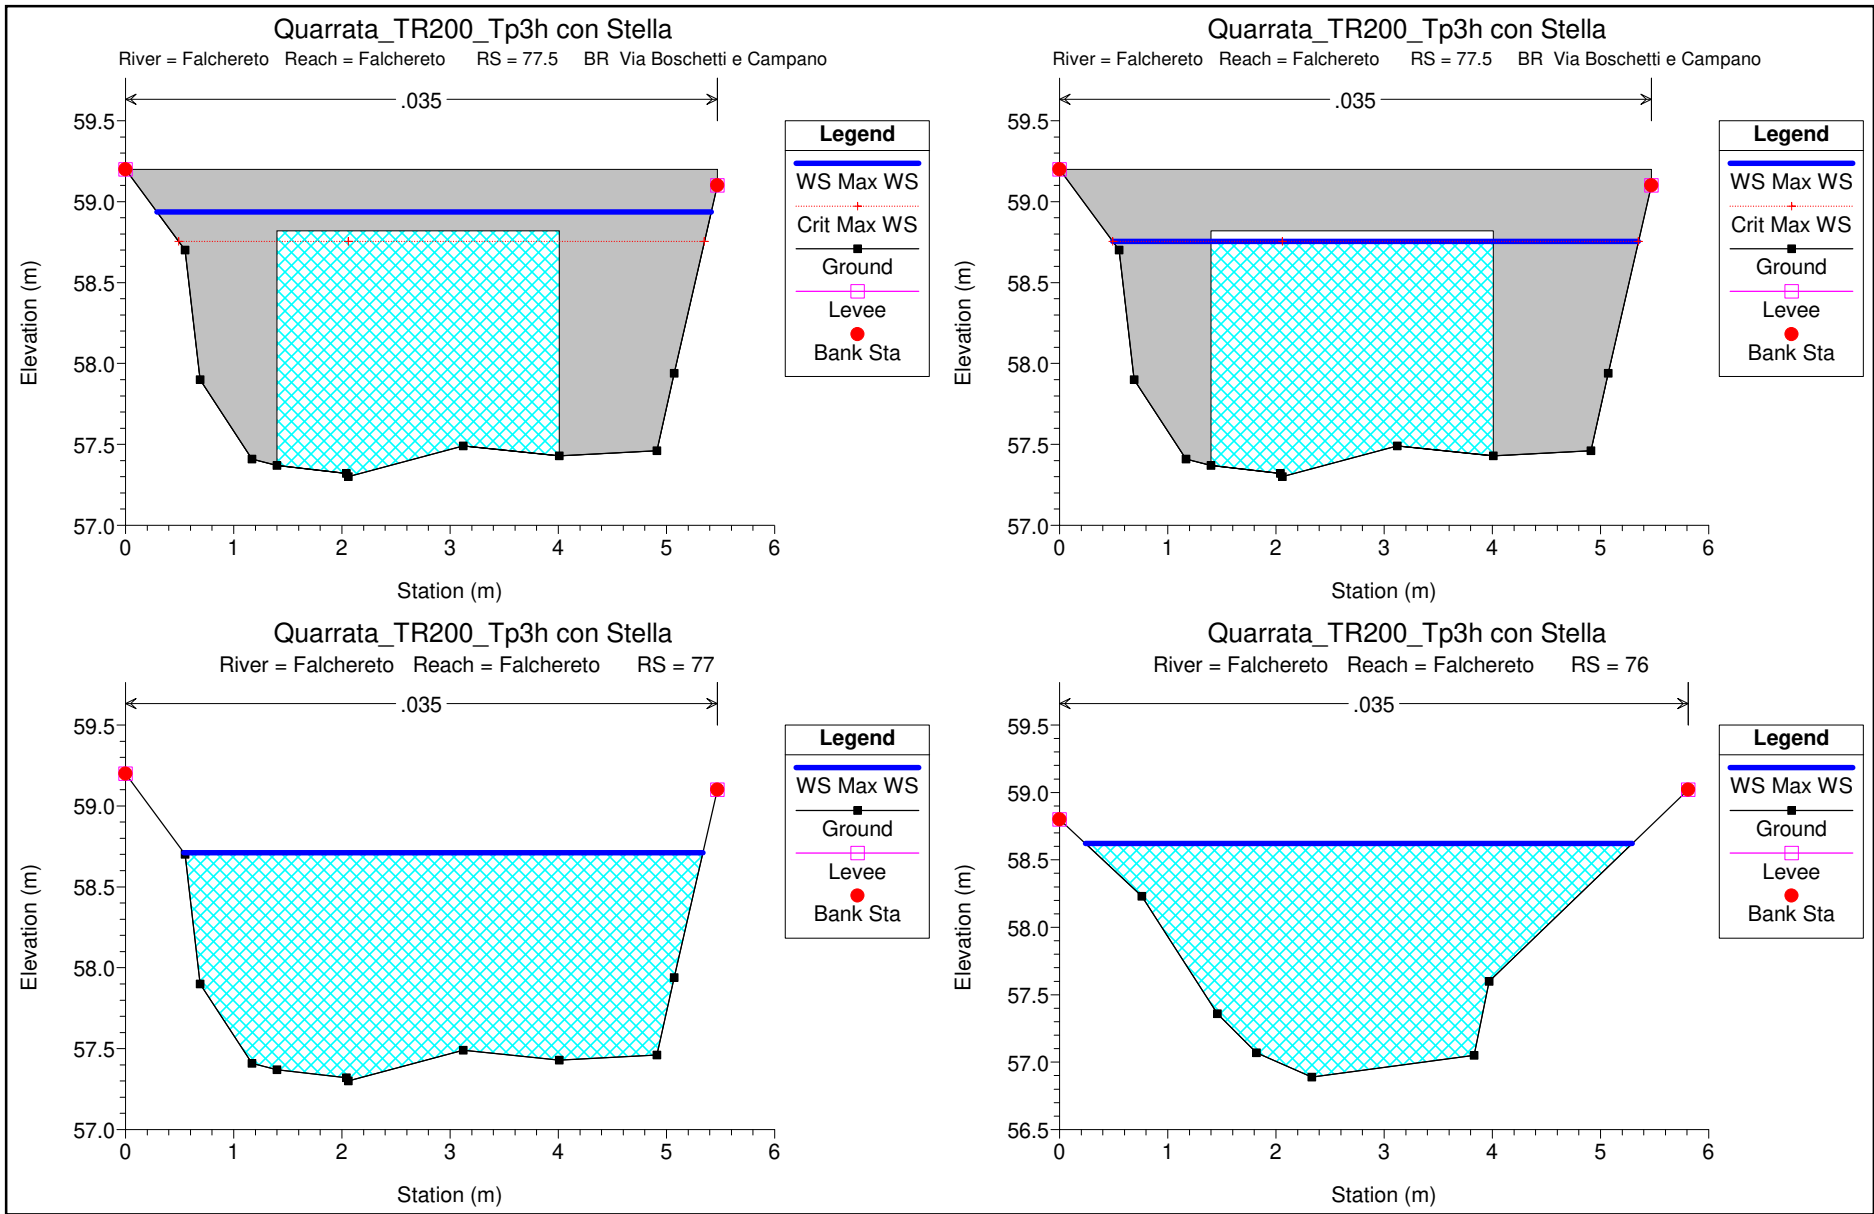 Quarrata_TR200_Tp3h con Stella
River = Falchereto Reach = Falchereto RS = 77.5 BR Via Boschetti e Campano
.035
59.5
59.0
58.5
58.0
57.5
57.0
Elevation (m)
0 1 2 3 4 5 6
Station (m)
Legend
WS Max WS
Crit Max WS
Ground
Levee
Bank Sta
Quarrata_TR200_Tp3h con Stella
River = Falchereto Reach = Falchereto RS = 77.5 BR Via Boschetti e Campano
.035
59.5
59.0
58.5
58.0
57.5
57.0
Elevation (m)
0 1 2 3 4 5 6
Station (m)
Legend
WS Max WS
Crit Max WS
Ground
Levee
Bank Sta
Quarrata_TR200_Tp3h con Stella
River = Falchereto Reach = Falchereto RS = 77
.035
59.5
59.0
58.5
58.0
57.5
57.0
Elevation (m)
0 1 2 3 4 5 6
Station (m)
Legend
WS Max WS
Ground
Levee
Bank Sta
Quarrata_TR200_Tp3h con Stella
River = Falchereto Reach = Falchereto RS = 76
.035
59.5
59.0
58.5
58.0
57.5
57.0
56.5
Elevation (m)
0 1 2 3 4 5 6
Station (m)
Legend
WS Max WS
Ground
Levee
Bank Sta